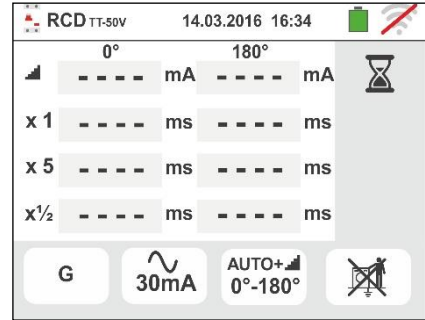 RCD TT-50V 14.03.2016 16:34
0° 180°
---- mA ---- mA
x 1 ---- ms ---- ms
x 5 ---- ms ---- ms
x½ ---- ms ---- ms
G 30mA AUTO+ 0°-180°